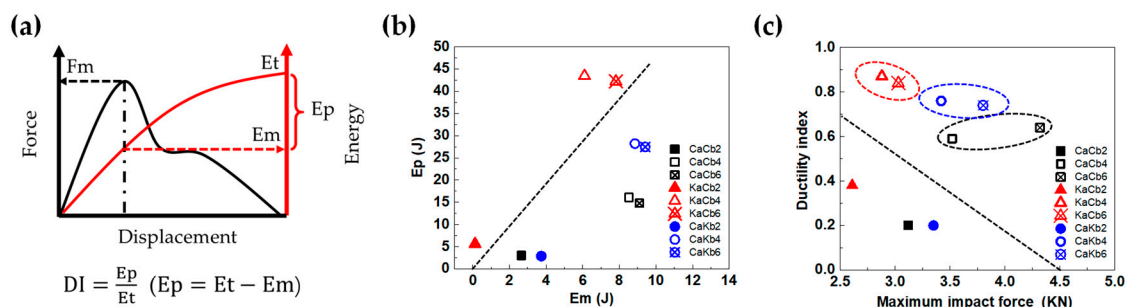 (a)
Fm
Et
Ep
Em
Force
Energy
Displacement
DI = Ep/Et (Ep = Et − Em)
(b)
50
45
40
35
30
25
20
15
10
5
0
0 2 4 6 8 10 12 14
Ep (J)
Em (J)
CaCb2
CaCb4
CaCb6
KaCb2
KaCb4
KaCb6
CaKb2
CaKb4
CaKb6
(c)
1.0
0.8
0.6
0.4
0.2
0.0
2.5 3.0 3.5 4.0 4.5 5.0
Ductility index
Maximum impact force (KN)
CaCb2
CaCb4
CaCb6
KaCb2
KaCb4
KaCb6
CaKb2
CaKb4
CaKb6